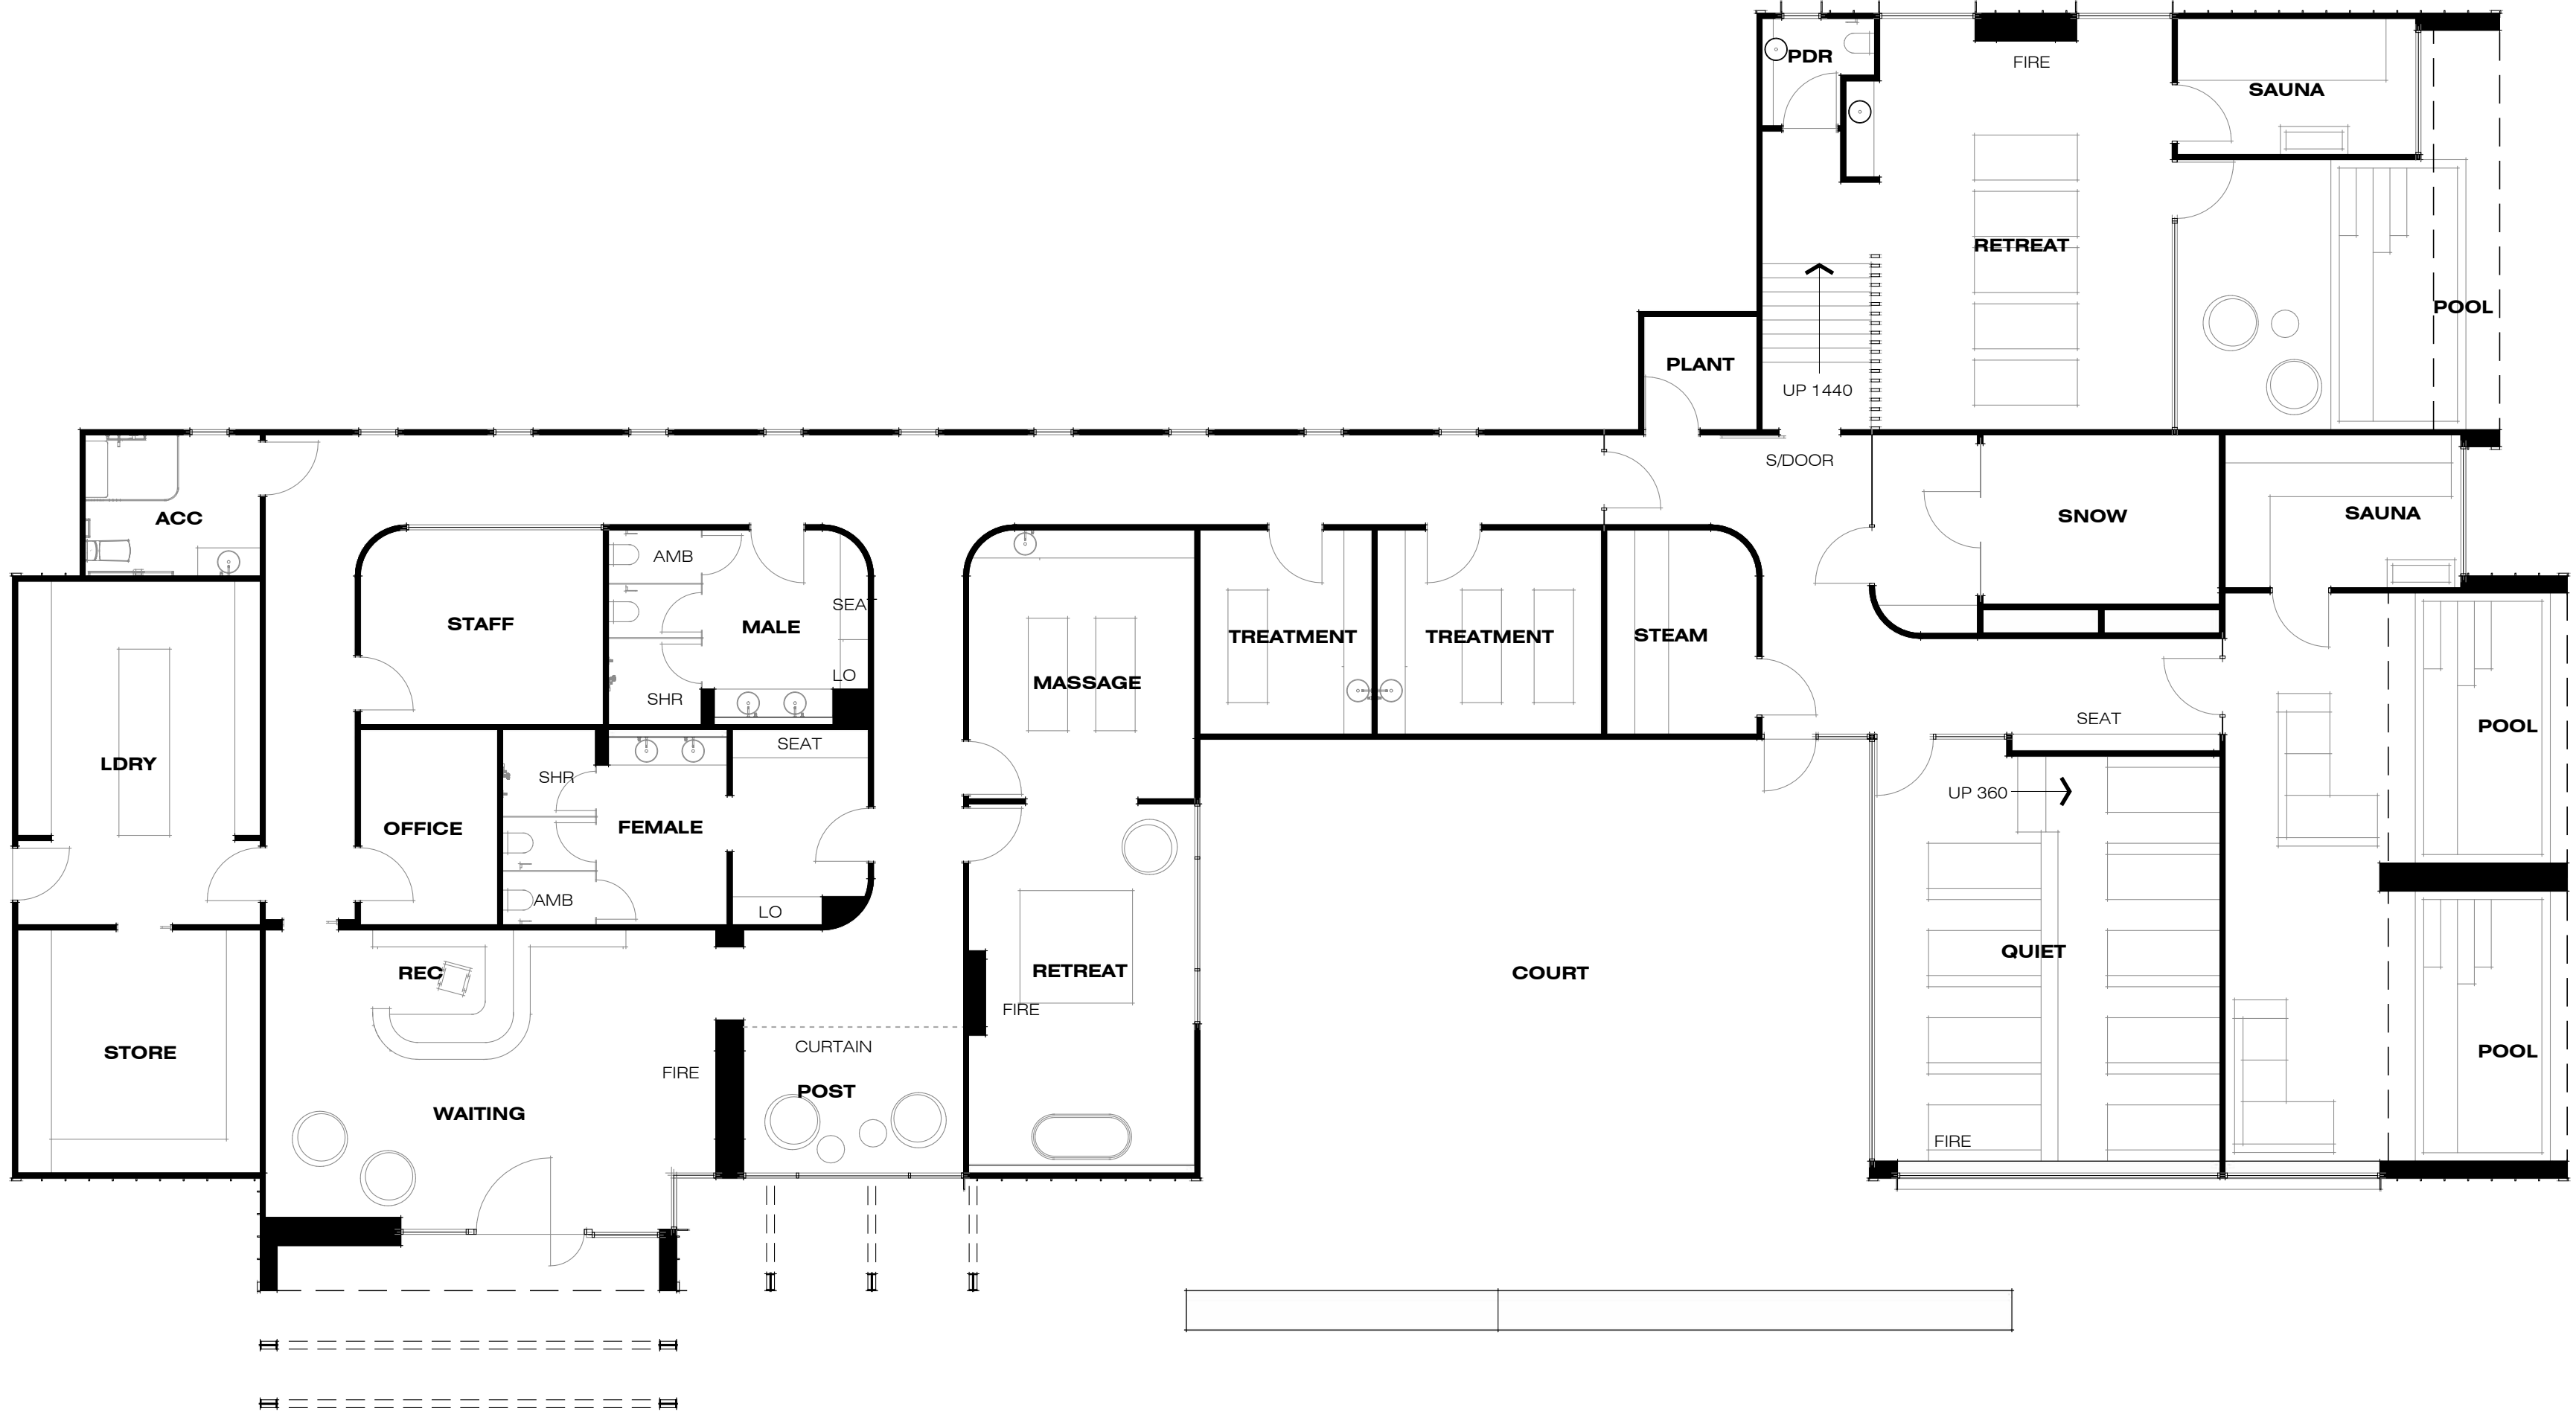 PDR
FIRE
SAUNA
RETREAT
POOL
PLANT
UP 1440
S/DOOR
ACC
AMB
SNOW
SAUNA
STAFF
MALE
SEAT
TREATMENT
TREATMENT
STEAM
MASSAGE
LO
SHR
SEAT
POOL
LDRY
SEAT
SHR
OFFICE
FEMALE
UP 360
AMB
LO
REC
RETREAT
COURT
QUIET
FIRE
STORE
CURTAIN
FIRE
POST
POOL
WAITING
FIRE